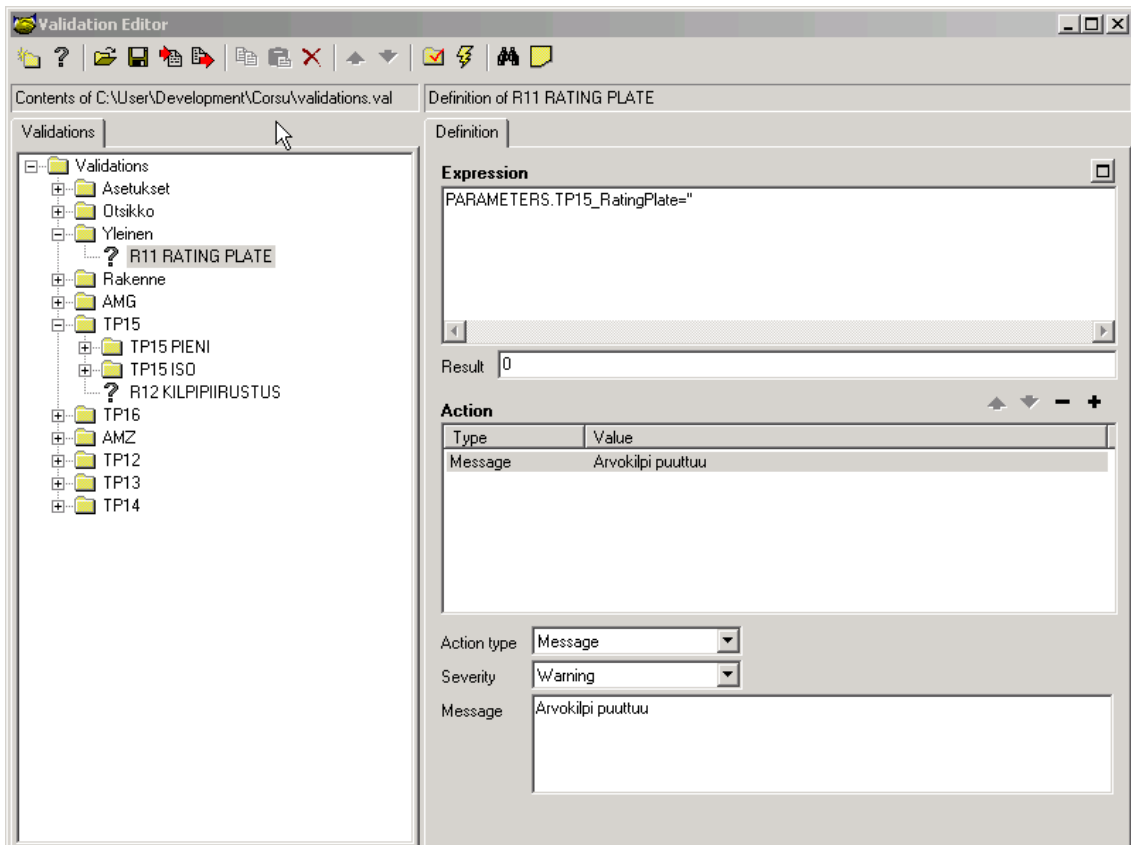 Validation Editor
Contents of C:\User\Development\Corsu\validations.val
Definition of R11 RATING PLATE
Validations
Definition
Validations
Asetukset
Otsikko
Yleinen
R11 RATING PLATE
Rakenne
AMG
TP15
TP15 PIENI
TP15 ISO
R12 KILPIPIIRUSTUS
TP16
AMZ
TP12
TP13
TP14
Expression
PARAMETERS.TP15_RatingPlate=''
Result 0
Action
Type Value
Message Arvokilpi puuttuu
Action type Message
Severity Warning
Message Arvokilpi puuttuu